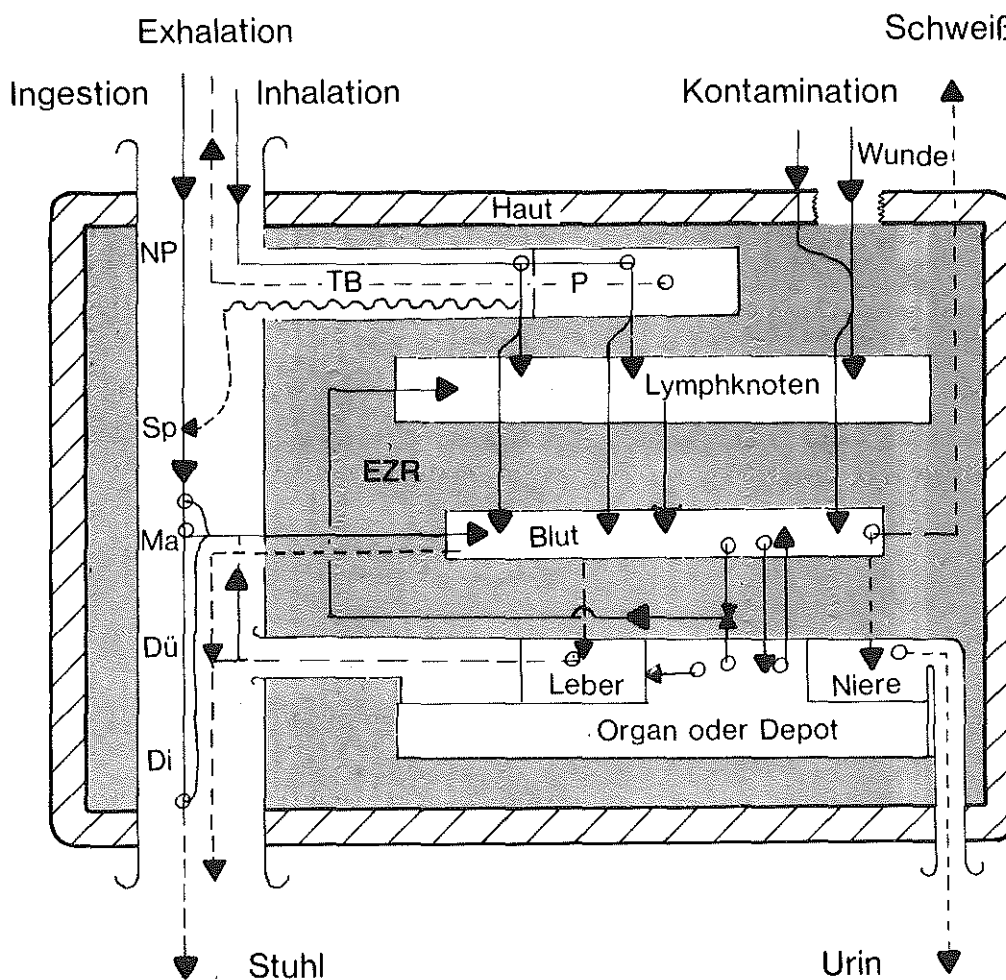 Exhalation
Schweiß
Ingestion
Inhalation
Kontamination
Wunde
Haut
NP
TB
P
Lymphknoten
Sp
EZR
Ma
Blut
Dü
Leber
Niere
Organ oder Depot
Di
Stuhl
Urin